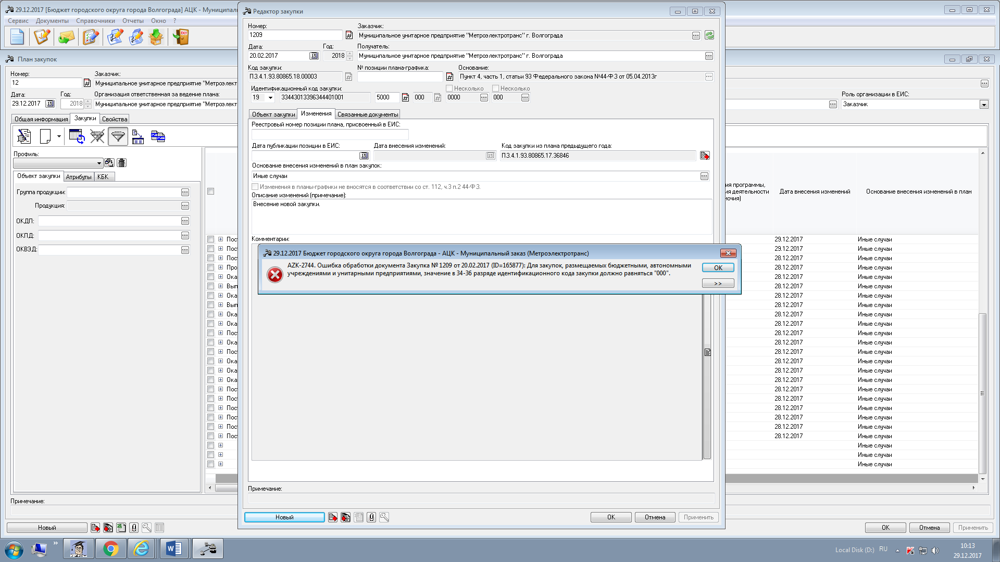 29.12.2017 [Бюджет городского округа города Волгограда] АЦК - Муниципаль
Сервис Документы Справочники Отчеты Окно ?
План закупок
Номер:
12
Заказчик:
Муниципальное унитарное предприятие "Метроэлект
Дата:
29.12.2017
Год:
2018
Организация ответственная за ведение плана:
Муниципальное унитарное предприятие "Метроэлект
Общая информация Закупки Свойства
Профиль:
Объект закупки Атрибуты КБК
Группа продукции:
Продукция:
ОКДП:
ОКПД:
ОКВЭД:
Примечание:
Новый
Редактор закупки
Номер:
1209
Заказчик:
Муниципальное унитарное предприятие "Метроэлектротранс" г. Волгограда
Дата:
20.02.2017
Год:
2018
Получатель:
Муниципальное унитарное предприятие "Метроэлектротранс" г. Волгограда
Код закупки:
П3.4.1.93.80865.18.00003
№ позиции плана-графика:
Основание:
Пункт 4, часть 1, статьи 93 Федерального закона №44-ФЗ от 05.04.2013г
Идентификационный код закупки:
Несколько Несколько
19 33443013396344401001 5000 000 0000 000
Объект закупки Изменения Связанные документы
Реестровый номер позиции плана, присвоенный в ЕИС:
Дата публикации позиции в ЕИС:
Дата внесения изменений:
Код закупки из плана предыдущего года:
П3.4.1.93.80865.17.36846
Основание внесения изменений в план закупок:
Иные случаи
Изменения в планы-графики не вносятся в соответствии со ст. 112, ч.3 п.2 44-ФЗ.
Описание изменений (примечание):
Внесение новой закупки.
Комментарии:
29.12.2017 Бюджет городского округа города Волгограда - АЦК - Муниципальный заказ (Метроэлектротранс)
AZK-2744. Ошибка обработки документа Закупка № 1209 от 20.02.2017 (ID=165877): Для закупок, размещаемых бюджетными, автономными
учреждениями и унитарными предприятиями, значение в 34-36 разряде идентификационного кода закупки должно равняться "000".
OK
>>
Примечание:
Новый
OK Отмена Применить
Роль организации в ЕИС:
Заказчик
ия программы,
ия деятельности
ючия)
Дата внесения изменений
Основание внесения изменений в план
Пост 29.12.2017 Иные случаи
Пост 29.12.2017 Иные случаи
Пост 28.12.2017 Иные случаи
Про 28.12.2017 Иные случаи
Ока 28.12.2017 Иные случаи
Вып 28.12.2017 Иные случаи
Ока 28.12.2017 Иные случаи
Вып 28.12.2017 Иные случаи
Ока 28.12.2017 Иные случаи
Ока 28.12.2017 Иные случаи
Пост 28.12.2017 Иные случаи
Ока 28.12.2017 Иные случаи
Пост 28.12.2017 Иные случаи
Ока 28.12.2017 Иные случаи
Ока 28.12.2017 Иные случаи
Ока 28.12.2017 Иные случаи
Пост 28.12.2017 Иные случаи
Пост 28.12.2017 Иные случаи
Пост 28.12.2017 Иные случаи
Пост 28.12.2017 Иные случаи
Пост 28.12.2017 Иные случаи
Пост 28.12.2017 Иные случаи
Иные случаи
Иные случаи
Иные случаи
OK Отмена Применить
Local Disk (D:) RU
10:13
29.12.2017